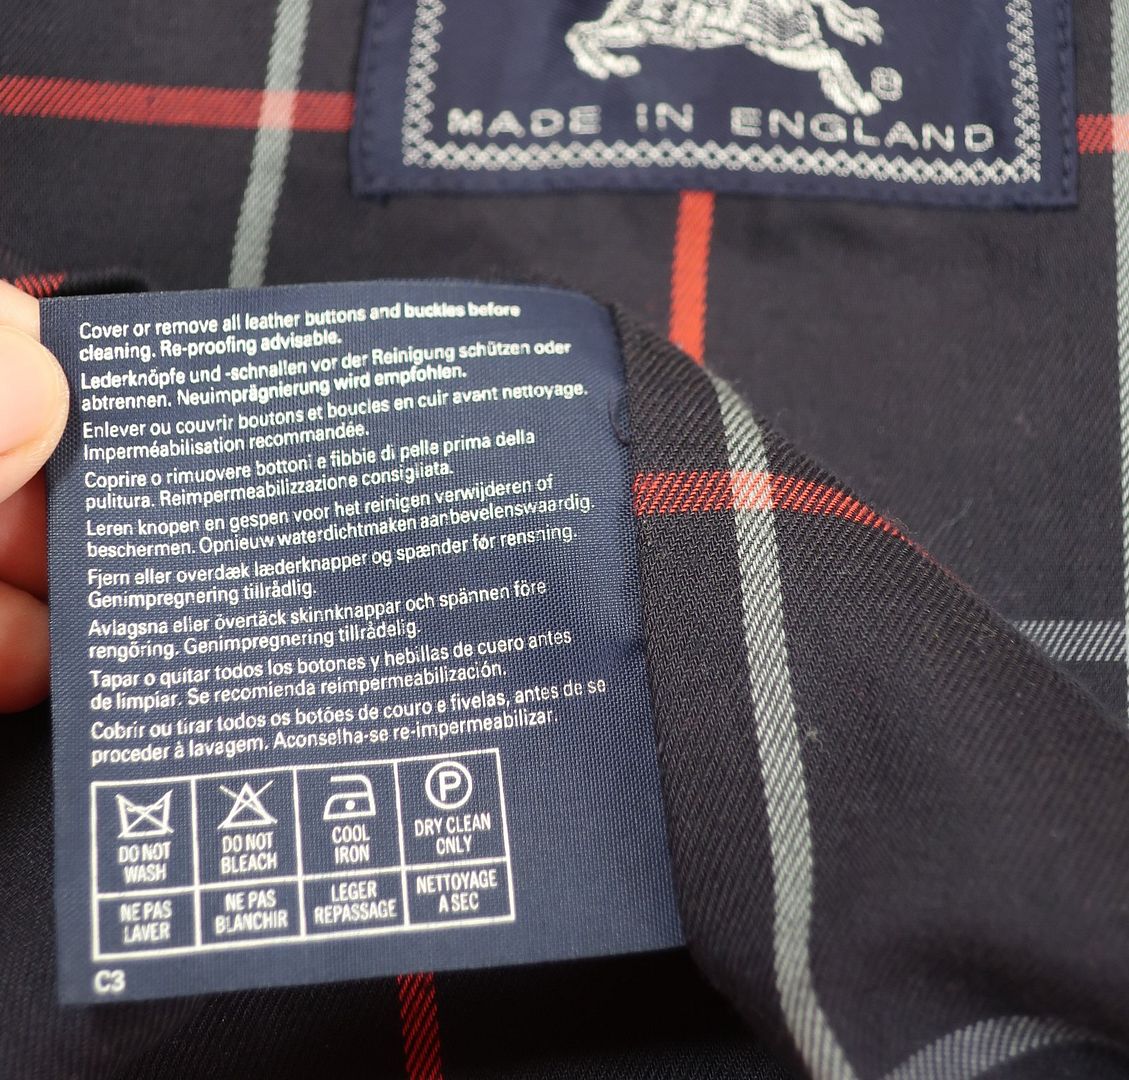 ®
MADE IN ENGLAND
Cover or remove all leather buttons and buckles before
cleaning. Re-proofing advisable.
Lederknöpfe und -schnallen vor der Reinigung schützen oder
abtrennen. Neuimprägnierung wird empfohlen.
Enlever ou couvrir boutons et boucles en cuir avant nettoyage.
Imperméabilisation recommandée.
Coprire o rimuovere bottoni e fibbie di pelle prima della
pulitura. Reimpermeabilizzazione consigliata.
Leren knopen en gespen voor het reinigen verwijderen of
beschermen. Opnieuw waterdichtmaken aanbevelenswaardig.
Fjern eller overdæk læderknapper og spænder før rensning.
Genimpregnering tillrådlig.
Avlagsna eller övertäck skinnknappar och spännen före
rengöring. Genimpregnering tillrådelig.
Tapar o quitar todos los botones y hebillas de cuero antes
de limpiar. Se recomienda reimpermeabilización.
Cobrir ou tirar todos os botões de couro e fivelas, antes de se
proceder à lavagem. Aconselha-se re-impermeabilizar.
P
DO NOT
WASH
DO NOT
BLEACH
COOL
IRON
DRY CLEAN
ONLY
NE PAS
LAVER
NE PAS
BLANCHIR
LEGER
REPASSAGE
NETTOYAGE
A SEC
C3